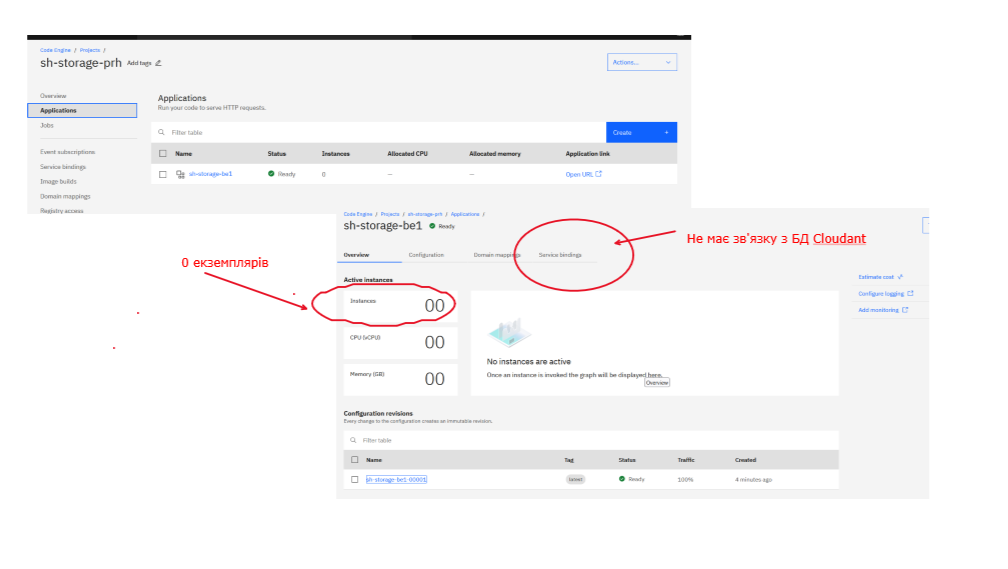 Code Engine / Projects /
sh-storage-prh Add tags
Actions...
Overview
Applications
Jobs
Event subscriptions
Service bindings
Image builds
Domain mappings
Registry access
Applications
Run your code to serve HTTP requests.
Filter table
Create +
Name Status Instances Allocated CPU Allocated memory Application link
sh-storage-be1 Ready 0 — — Open URL
Code Engine / Projects / sh-storage-prh / Applications /
sh-storage-be1 Ready
Не має зв'язку з БД Cloudant
0 екземплярів
Overview Configuration Domain mappings Service bindings
Active instances
Instances 00
CPU (vCPU) 00
Memory (GB) 00
No instances are active
Once an instance is invoked the graph will be displayed here.
Overview
Estimate cost
Configure logging
Add monitoring
Configuration revisions
Every change to the configuration creates an immutable revision.
Filter table
Name Tag Status Traffic Created
sh-storage-be1-00001 latest Ready 100% 4 minutes ago